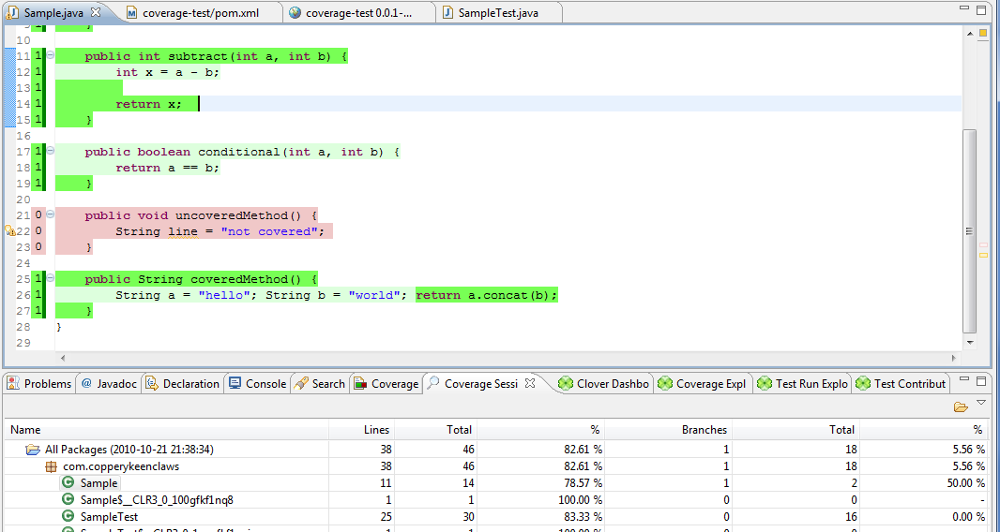 Sample.java coverage-test/pom.xml coverage-test 0.0.1-... SampleTest.java
9 1 }
10
11 1 public int subtract(int a, int b) {
12 1 int x = a - b;
13 1
14 1 return x;
15 1 }
16
17 1 public boolean conditional(int a, int b) {
18 1 return a == b;
19 1 }
20
21 0 public void uncoveredMethod() {
22 0 String line = "not covered";
23 0 }
24
25 1 public String coveredMethod() {
26 1 String a = "hello"; String b = "world"; return a.concat(b);
27 1 }
28 }
29
Problems @ Javadoc Declaration Console Search Coverage Coverage Sessi Clover Dashbo Coverage Expl Test Run Explo Test Contribut
Name Lines Total % Branches Total %
All Packages (2010-10-21 21:38:34) 38 46 82.61 % 1 18 5.56 %
com.copperykeenclaws 38 46 82.61 % 1 18 5.56 %
Sample 11 14 78.57 % 1 2 50.00 %
Sample$__CLR3_0_100gfkf1nq8 1 1 100.00 % 0 0 -
SampleTest 25 30 83.33 % 0 16 0.00 %